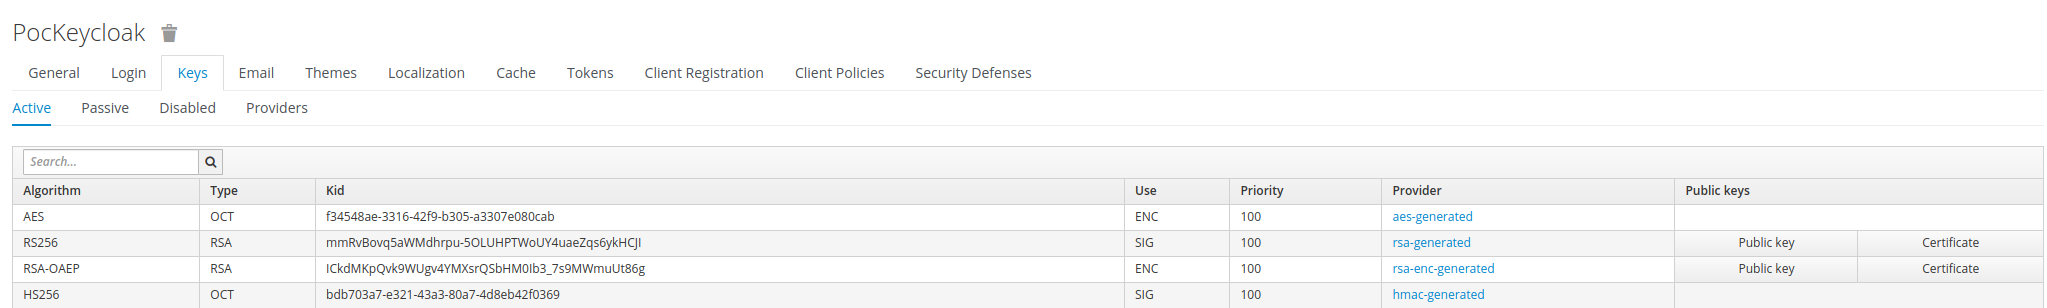 PocKeycloak
General Login Keys Email Themes Localization Cache Tokens Client Registration Client Policies Security Defenses
Active Passive Disabled Providers
Search...
Algorithm Type Kid Use Priority Provider Public keys
AES OCT f34548ae-3316-42f9-b305-a3307e080cab ENC 100 aes-generated
RS256 RSA mmRvBovq5aWMdhrpu-5OLUHPTWoUY4uaeZqs6ykHCJI SIG 100 rsa-generated Public key Certificate
RSA-OAEP RSA ICkdMKpQvk9WUgv4YMXsrQSbHM0Ib3_7s9MWmuUt86g ENC 100 rsa-enc-generated Public key Certificate
HS256 OCT bdb703a7-e321-43a3-80a7-4d8eb42f0369 SIG 100 hmac-generated